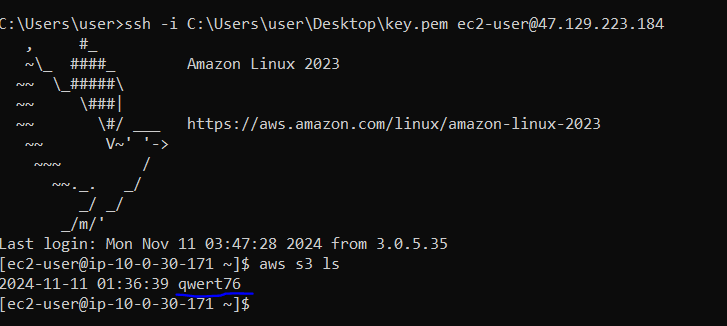 C:\Users\user>ssh -i C:\Users\user\Desktop\key.pem ec2-user@47.129.223.184
   ,     #_
   ~\_  ####_        Amazon Linux 2023
  ~~  \_#####\
  ~~     \###|
  ~~       \#/ ___   https://aws.amazon.com/linux/amazon-linux-2023
   ~~       V~' '->
    ~~~         /
      ~~._.   _/
         _/ _/
       _/m/'
Last login: Mon Nov 11 03:47:28 2024 from 3.0.5.35
[ec2-user@ip-10-0-30-171 ~]$ aws s3 ls
2024-11-11 01:36:39 qwert76
[ec2-user@ip-10-0-30-171 ~]$